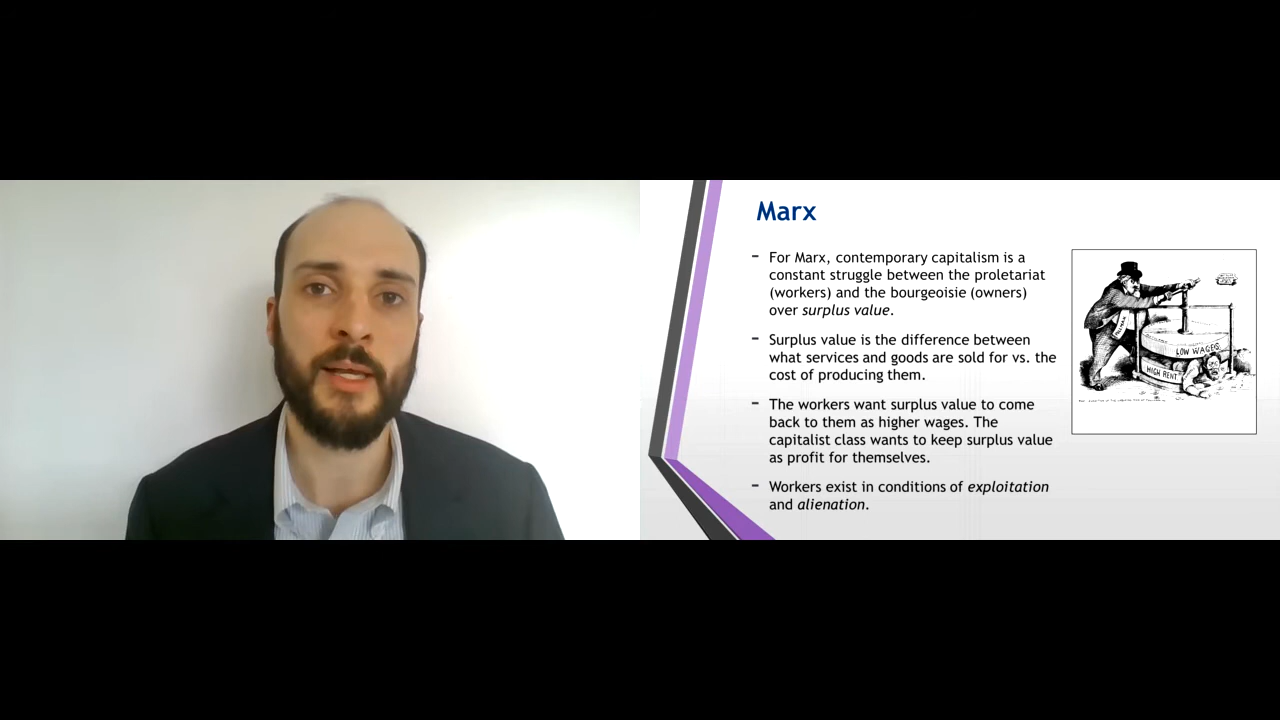 Marx
- For Marx, contemporary capitalism is a
constant struggle between the proletariat
(workers) and the bourgeoisie (owners)
over surplus value.
- Surplus value is the difference between
what services and goods are sold for vs. the
cost of producing them.
- The workers want surplus value to come
back to them as higher wages. The
capitalist class wants to keep surplus value
as profit for themselves.
- Workers exist in conditions of exploitation
and alienation.
LOW WAGES
HIGH RENT